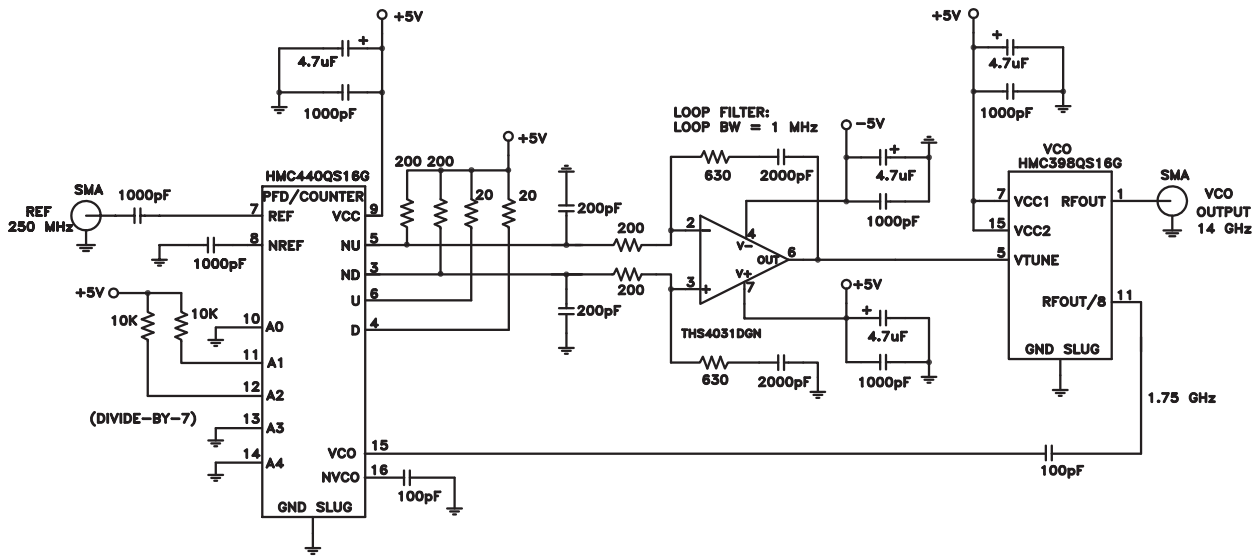 +5V
+
4.7uF
1000pF
SMA
REF
250 MHz
1000pF
1000pF
HMC440QS16G
PFD/COUNTER
7 REF
8 NREF
VCC 9
NU 5
ND 3
U 6
D 4
+5V
10K
10K
10 A0
11 A1
12 A2
(DIVIDE-BY-7)
13 A3
14 A4
VCO 15
NVCO 16
100pF
GND SLUG
200 200
20
20
+5V
200pF
200pF
200
200
LOOP FILTER:
LOOP BW = 1 MHz
630
2000pF
2 −
3 +
4
V−
OUT 6
V+
7
THS4031DGN
630
2000pF
-5V
+
4.7uF
1000pF
+5V
+
4.7uF
1000pF
+5V
+
4.7uF
1000pF
VCO
HMC398QS16G
7 VCC1
15 VCC2
5 VTUNE
RFOUT 1
RFOUT/8 11
GND SLUG
SMA
VCO
OUTPUT
14 GHz
1.75 GHz
100pF